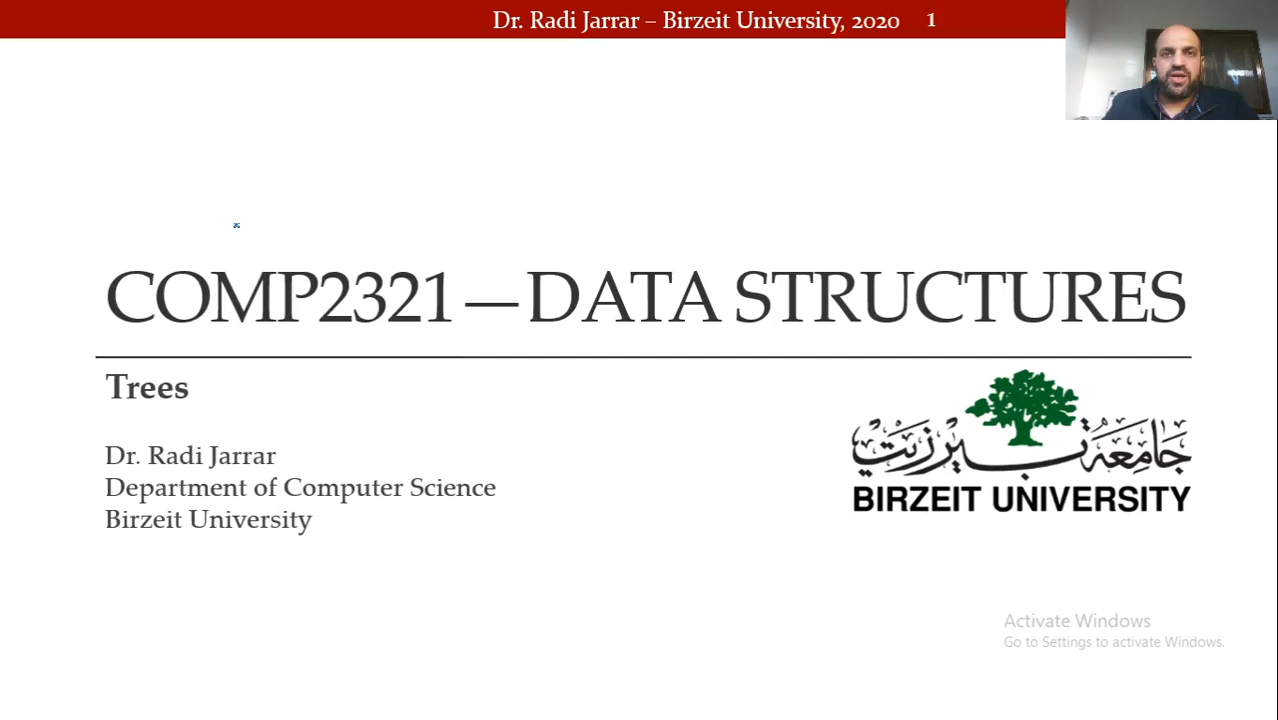 Dr. Radi Jarrar – Birzeit University, 2020 1
COMP2321—DATA STRUCTURES
Trees
Dr. Radi Jarrar
Department of Computer Science
Birzeit University
جامعة بيرزيت
BIRZEIT UNIVERSITY
Activate Windows
Go to Settings to activate Windows.